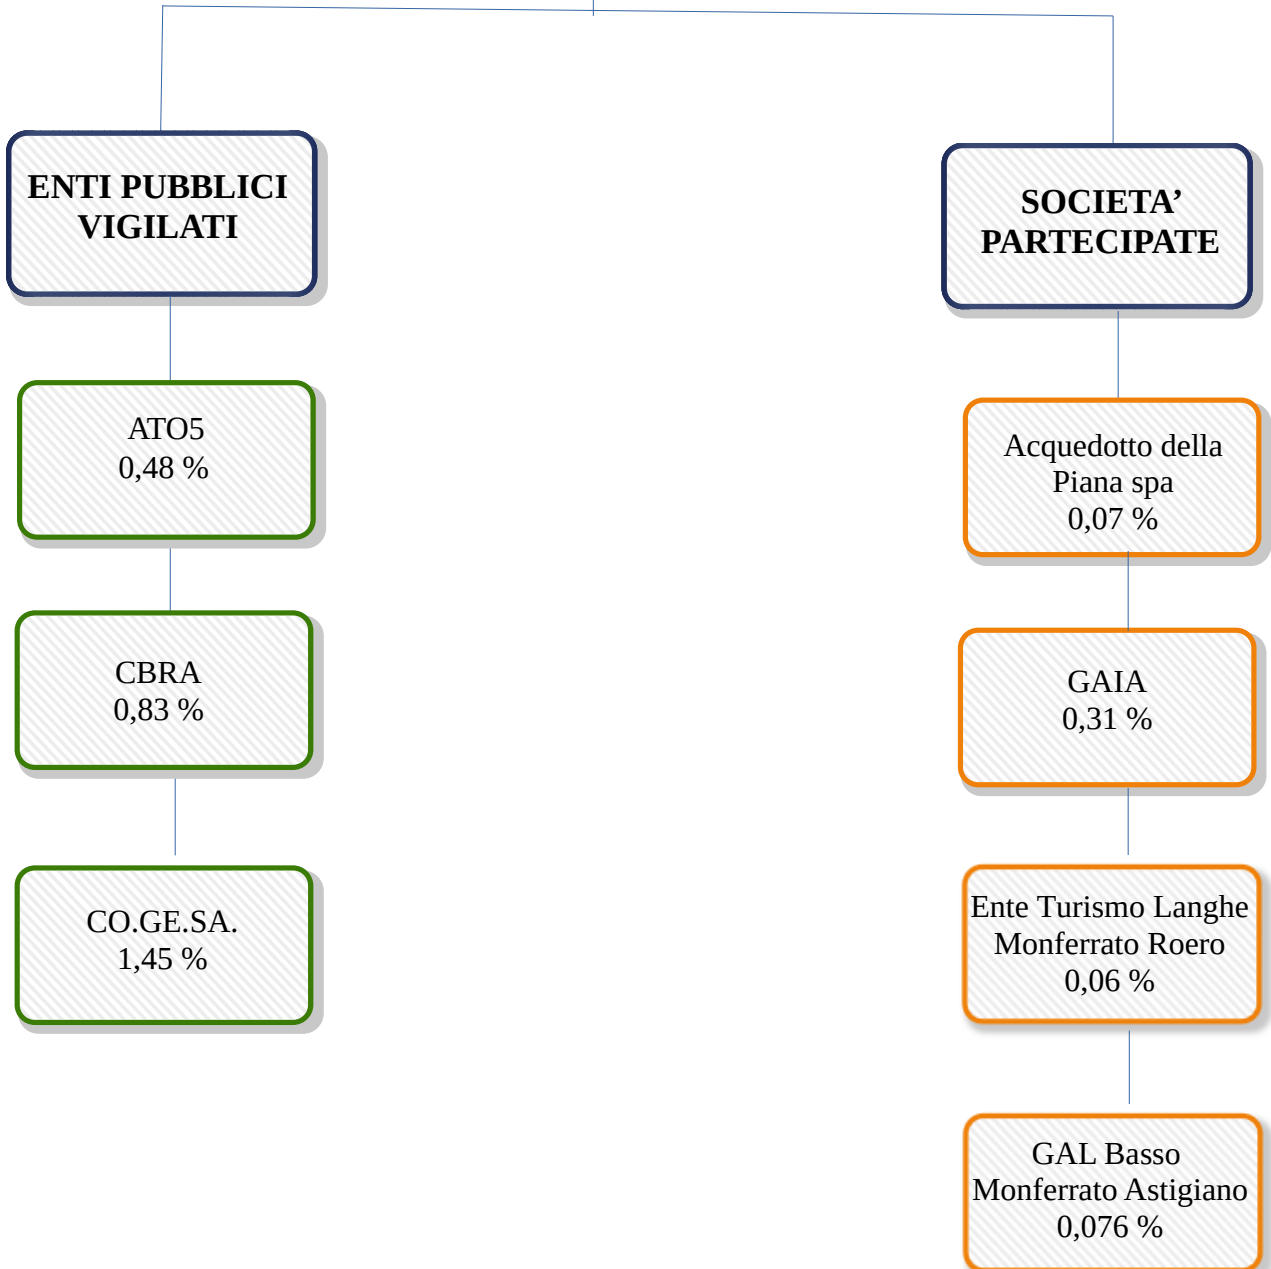 ENTI PUBBLICI
VIGILATI
ATO5
0,48 %
CBRA
0,83 %
CO.GE.SA.
1,45 %
SOCIETA’
PARTECIPATE
Acquedotto della
Piana spa
0,07 %
GAIA
0,31 %
Ente Turismo Langhe
Monferrato Roero
0,06 %
GAL Basso
Monferrato Astigiano
0,076 %